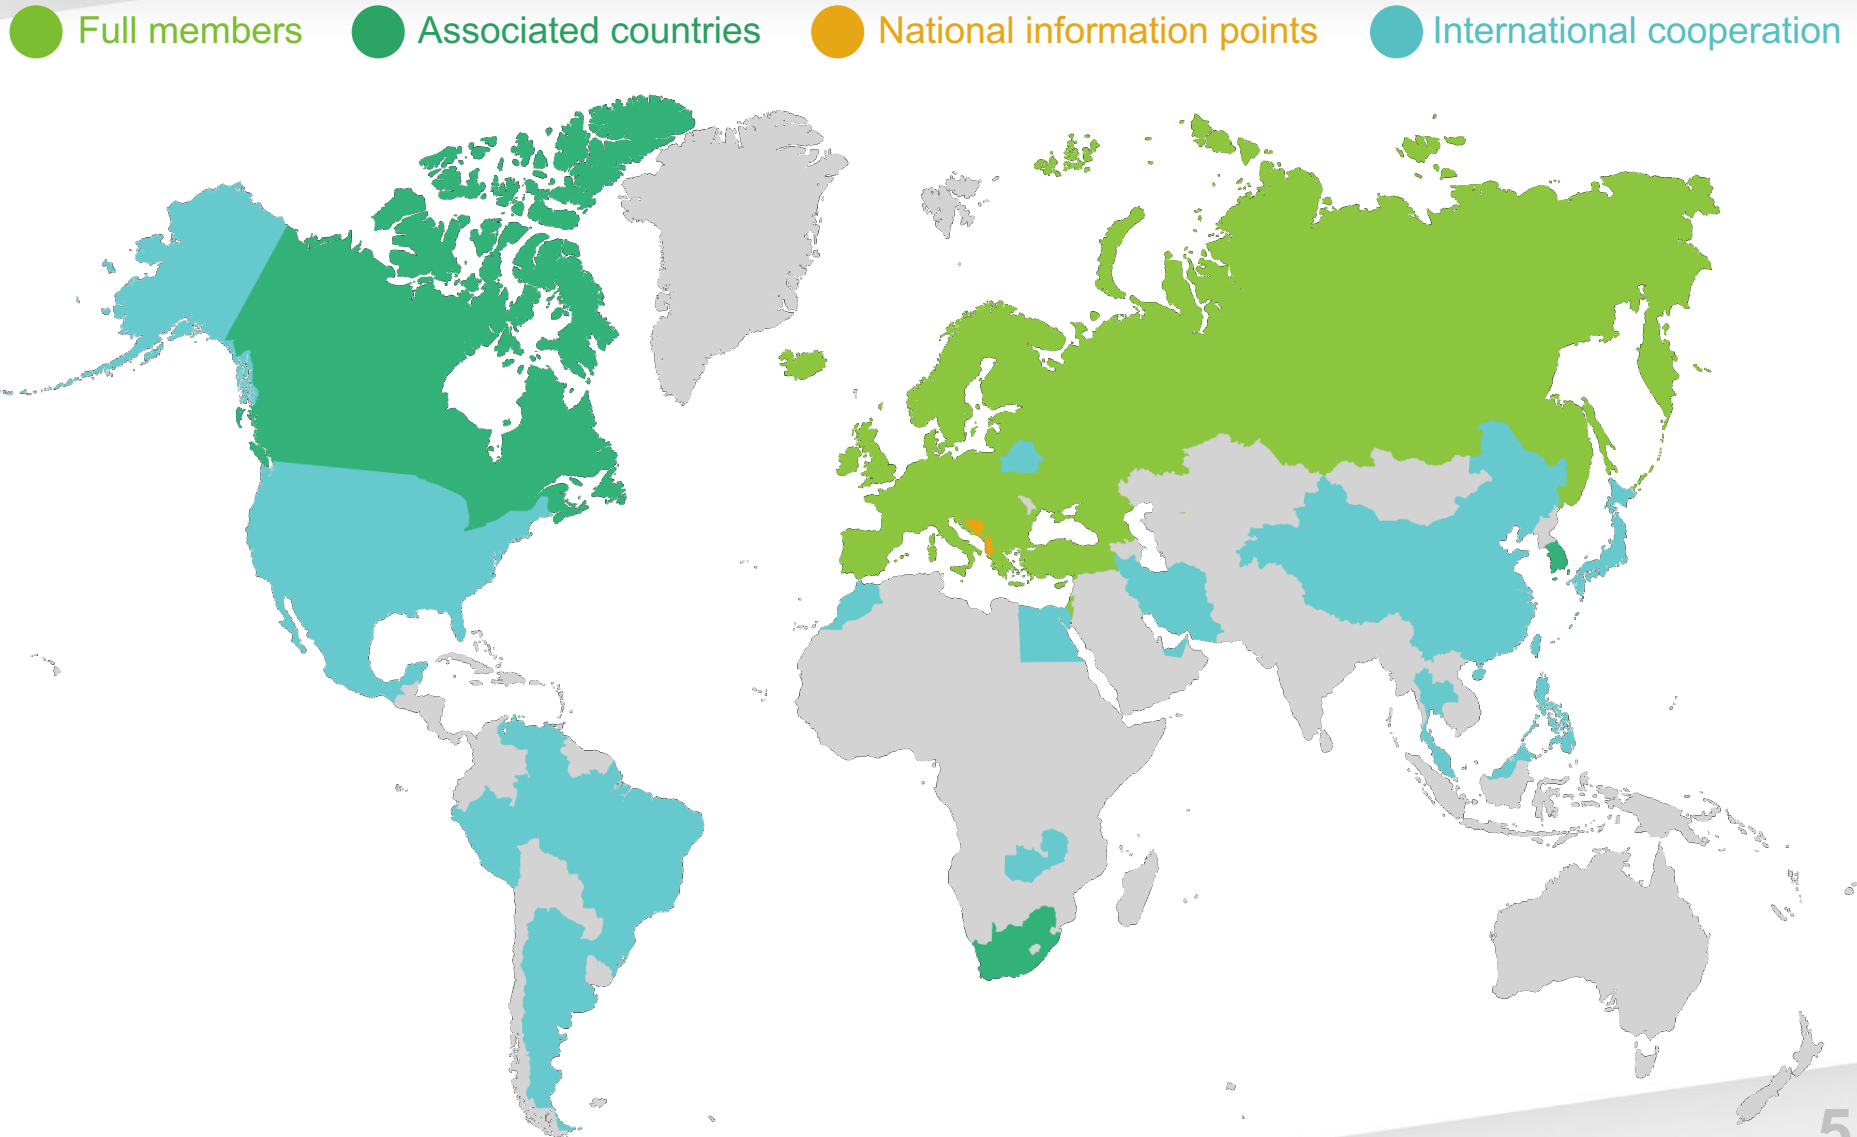 Full members
Associated countries
National information points
International cooperation
5